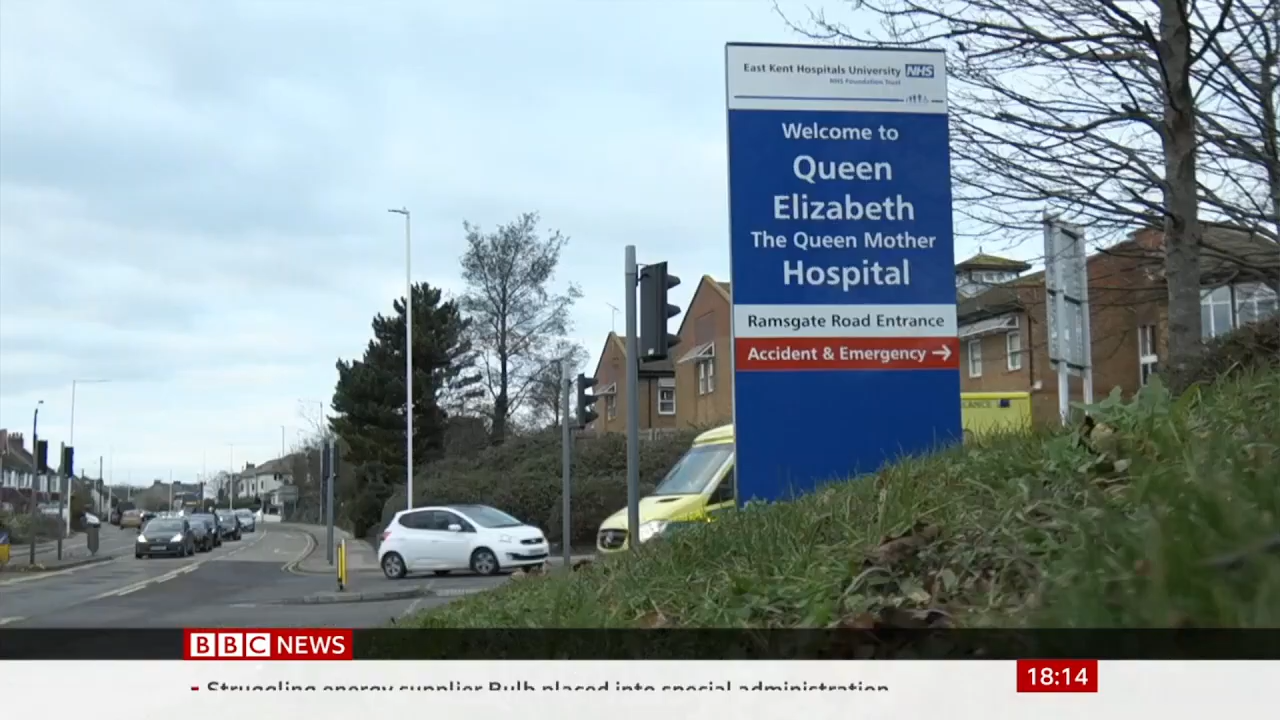 East Kent Hospitals University NHS
NHS Foundation Trust
Welcome to
Queen
Elizabeth
The Queen Mother
Hospital
Ramsgate Road Entrance
Accident & Emergency →
BBC NEWS
18:14
Struggling energy supplier Bulb placed into special administration